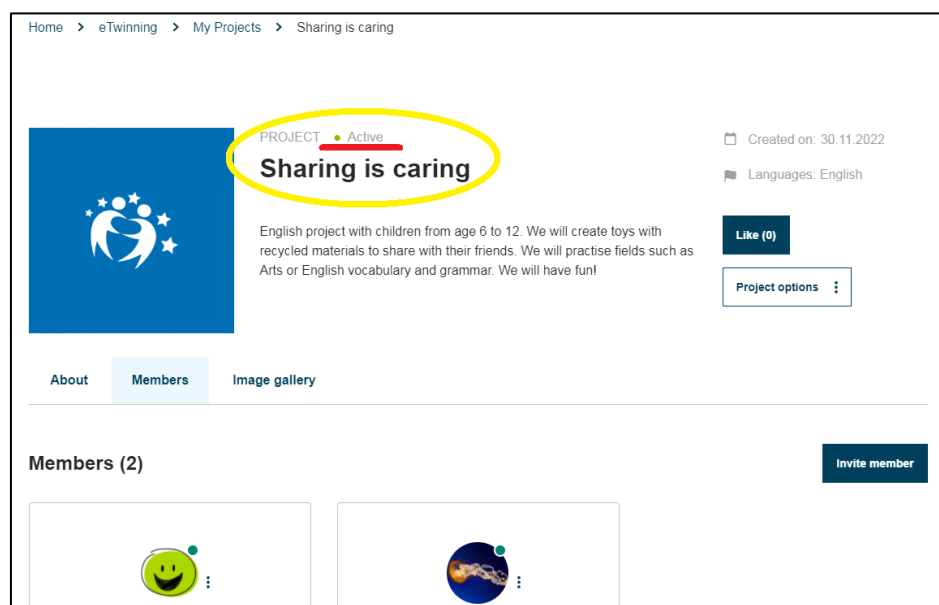 Home > eTwinning > My Projects > Sharing is caring
PROJECT • Active
Sharing is caring
Created on: 30.11.2022
Languages: English
English project with children from age 6 to 12. We will create toys with
recycled materials to share with their friends. We will practise fields such as
Arts or English vocabulary and grammar. We will have fun!
Like (0)
Project options
About Members Image gallery
Members (2)
Invite member